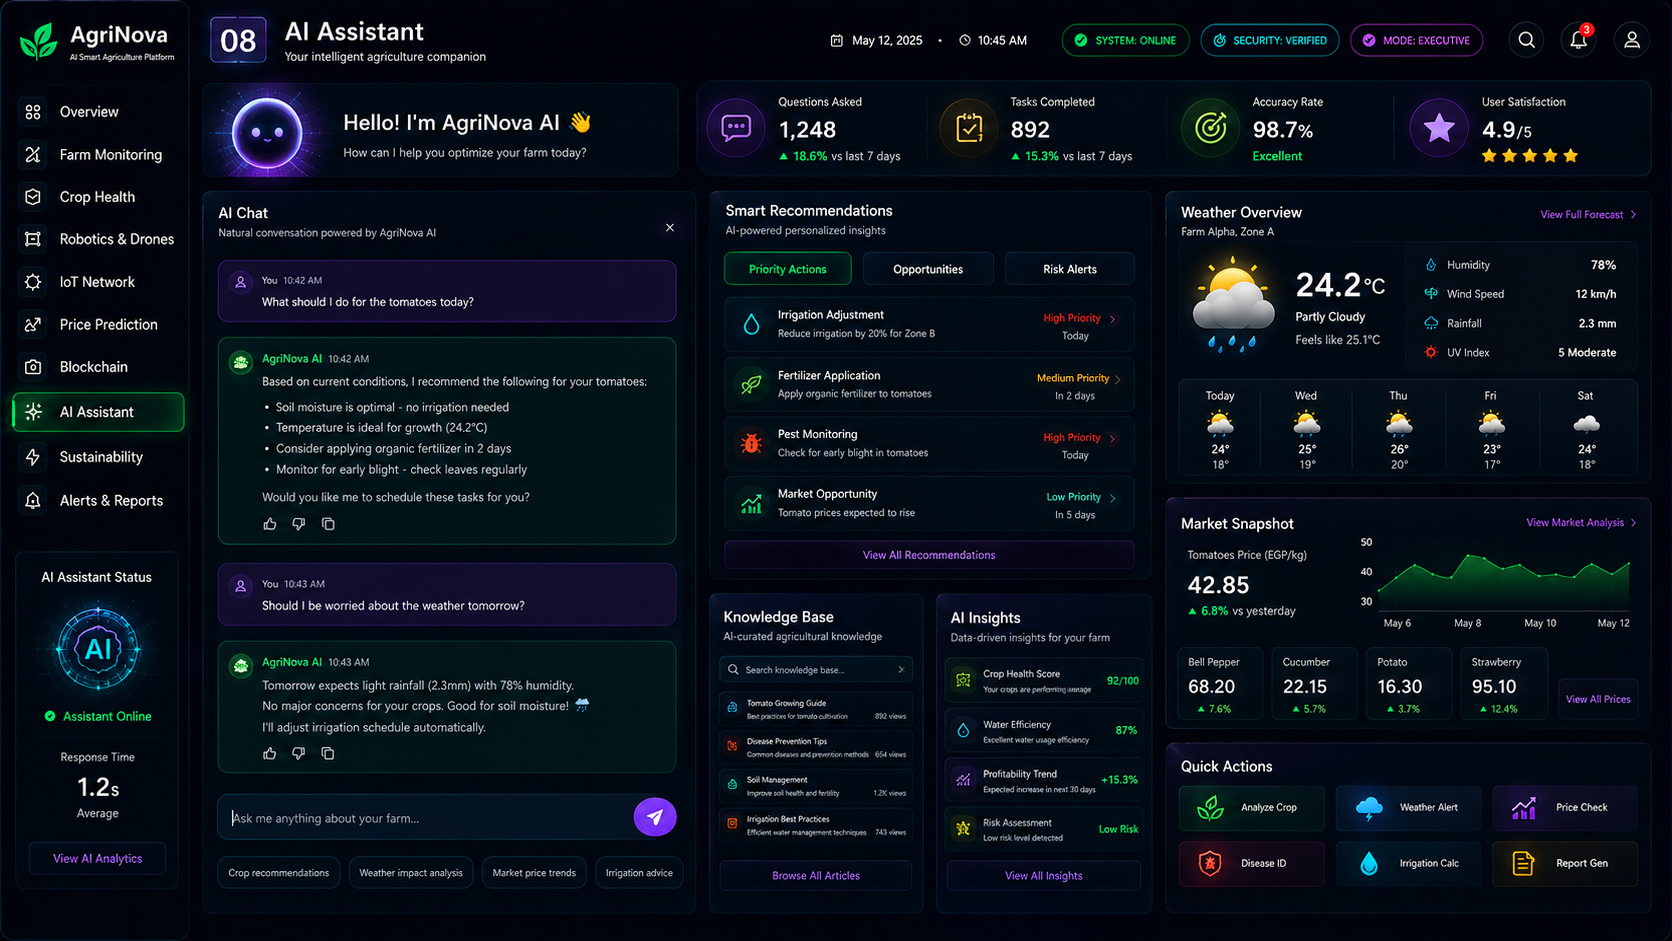 AgriNova
AI Smart Agriculture Platform
Overview
Farm Monitoring
Crop Health
Robotics & Drones
IoT Network
Price Prediction
Blockchain
AI Assistant
Sustainability
Alerts & Reports
AI Assistant Status
AI
Assistant Online
Response Time
1.2s
Average
View AI Analytics
08
AI Assistant
Your intelligent agriculture companion
May 12, 2025 • 10:45 AM
SYSTEM: ONLINE
SECURITY: VERIFIED
MODE: EXECUTIVE
3
Hello! I'm AgriNova AI 👋
How can I help you optimize your farm today?
Questions Asked
1,248
▲ 18.6% vs last 7 days
Tasks Completed
892
▲ 15.3% vs last 7 days
Accuracy Rate
98.7%
Excellent
User Satisfaction
4.9/5
AI Chat
Natural convensation powered by AgriNova AI
You 10:42 AM
What should I do for the tomatoes today?
AgriNova AI 10:42 AM
Based on current conditions, I recommend the following for your tomatoes:
• Soil moisture is optimal - no irrigation needed
• Temperature is ideal for growth (24.2°C)
• Consider applying organic fertilizer in 2 days
• Monitor for early blight - check leaves regularly
Would you like me to schedule these tasks for you?
You 10:43 AM
Should I be worried about the weather tomorrow?
AgriNova AI 10:43 AM
Tomorrow expects light rainfall (2.3mm) with 78% humidity.
No major concerns for your crops. Good for soil moisture! 🌧️
I'll adjust irrigation schedule automatically.
Ask me anything about your farm...
Crop recommendations
Weather impact analysis
Market price trends
Irrigation advice
Smart Recommendations
AI-powered personalized insights
Priority Actions
Opportunities
Risk Alerts
Irrigation Adjustment
Reduce irrigation by 20% for Zone B
High Priority
Today
Fertilizer Application
Apply organic fertilizer to tomatoes
Medium Priority
In 2 days
Pest Monitoring
Check for early blight in tomatoes
High Priority
Today
Market Opportunity
Tomato prices expected to rise
Low Priority
In 5 days
View All Recommendations
Knowledge Base
AI-curated agricultural knowledge
Search knowledge base...
Tomato Growing Guide
Best practices for tomato cultivation 892 views
Disease Prevention Tips
Common diseases and prevention methods 654 views
Soil Management
Improve soil health and fertility 1.2K views
Irrigation Best Practices
Efficient water management techniques 743 views
Browse All Articles
AI Insights
Data-driven insights for your farm
Crop Health Score
Your crops are performing
92/100
Water Efficiency
Excellent water usage efficiency
87%
Profitability Trend
Expected increase in next 30 days
+15.3%
Risk Assessment
Low risk level detected
Low Risk
View All Insights
Weather Overview
Farm Alpha, Zone A
View Full Forecast
24.2°C
Partly Cloudy
Feels like 25.1°C
Humidity 78%
Wind Speed 12 km/h
Rainfall 2.3 mm
UV Index 5 Moderate
Today Wed Thu Fri Sat
24° 25° 26° 23° 24°
18° 19° 20° 17° 18°
Market Snapshot
View Market Analysis
Tomatoes Price (EGP/kg)
42.85
▲ 6.8% vs yesterday
50
40
30
May 6 May 8 May 10 May 12
Bell Pepper
68.20
▲ 7.6%
Cucumber
22.15
▲ 5.7%
Potato
16.30
▲ 3.7%
Strawberry
95.10
▲ 12.4%
View All Prices
Quick Actions
Analyze Crop
Weather Alert
Price Check
Disease ID
Irrigation Calc
Report Gen